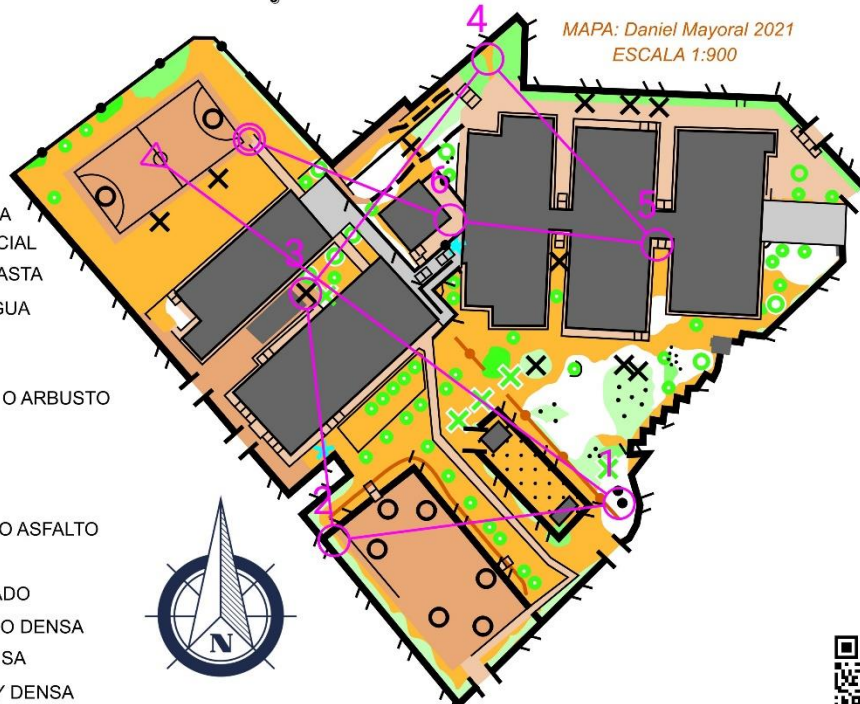 MAPA: Daniel Mayoral 2021
ESCALA 1:900
4
6
5
3
1
2
A
CIAL
ASTA
GUA
O ARBUSTO
O ASFALTO
ADO
O DENSA
SA
Y DENSA
N